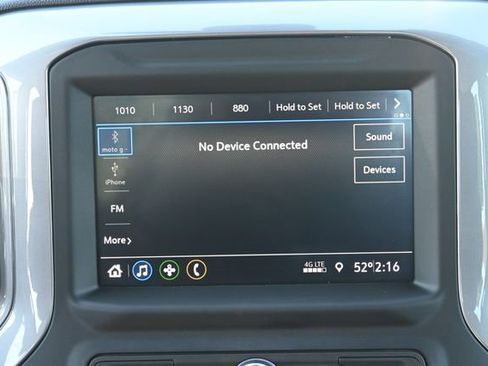 1010 1130 880 Hold to Set Hold to Set >
moto g -
No Device Connected
Sound
iPhone
Devices
FM
More >
4G LTE
52° 2:16